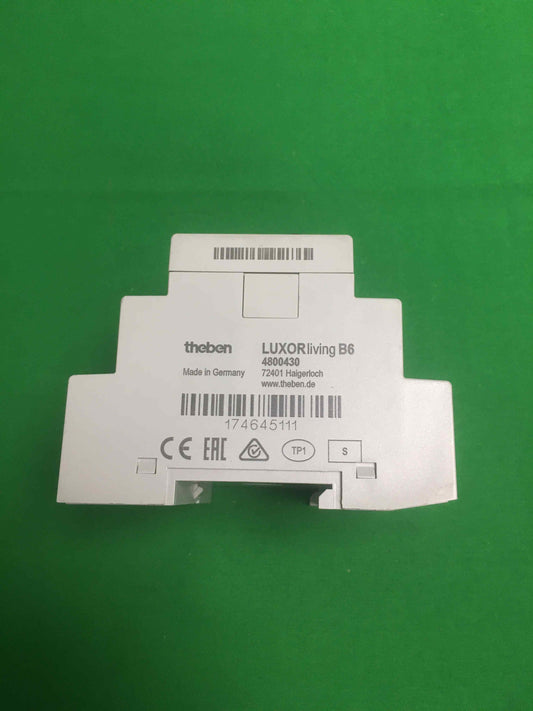 theben LUXORliving B6
4800430
Made in Germany 72401 Haigerloch
www.theben.de
174645111
CE EAC TP1 S